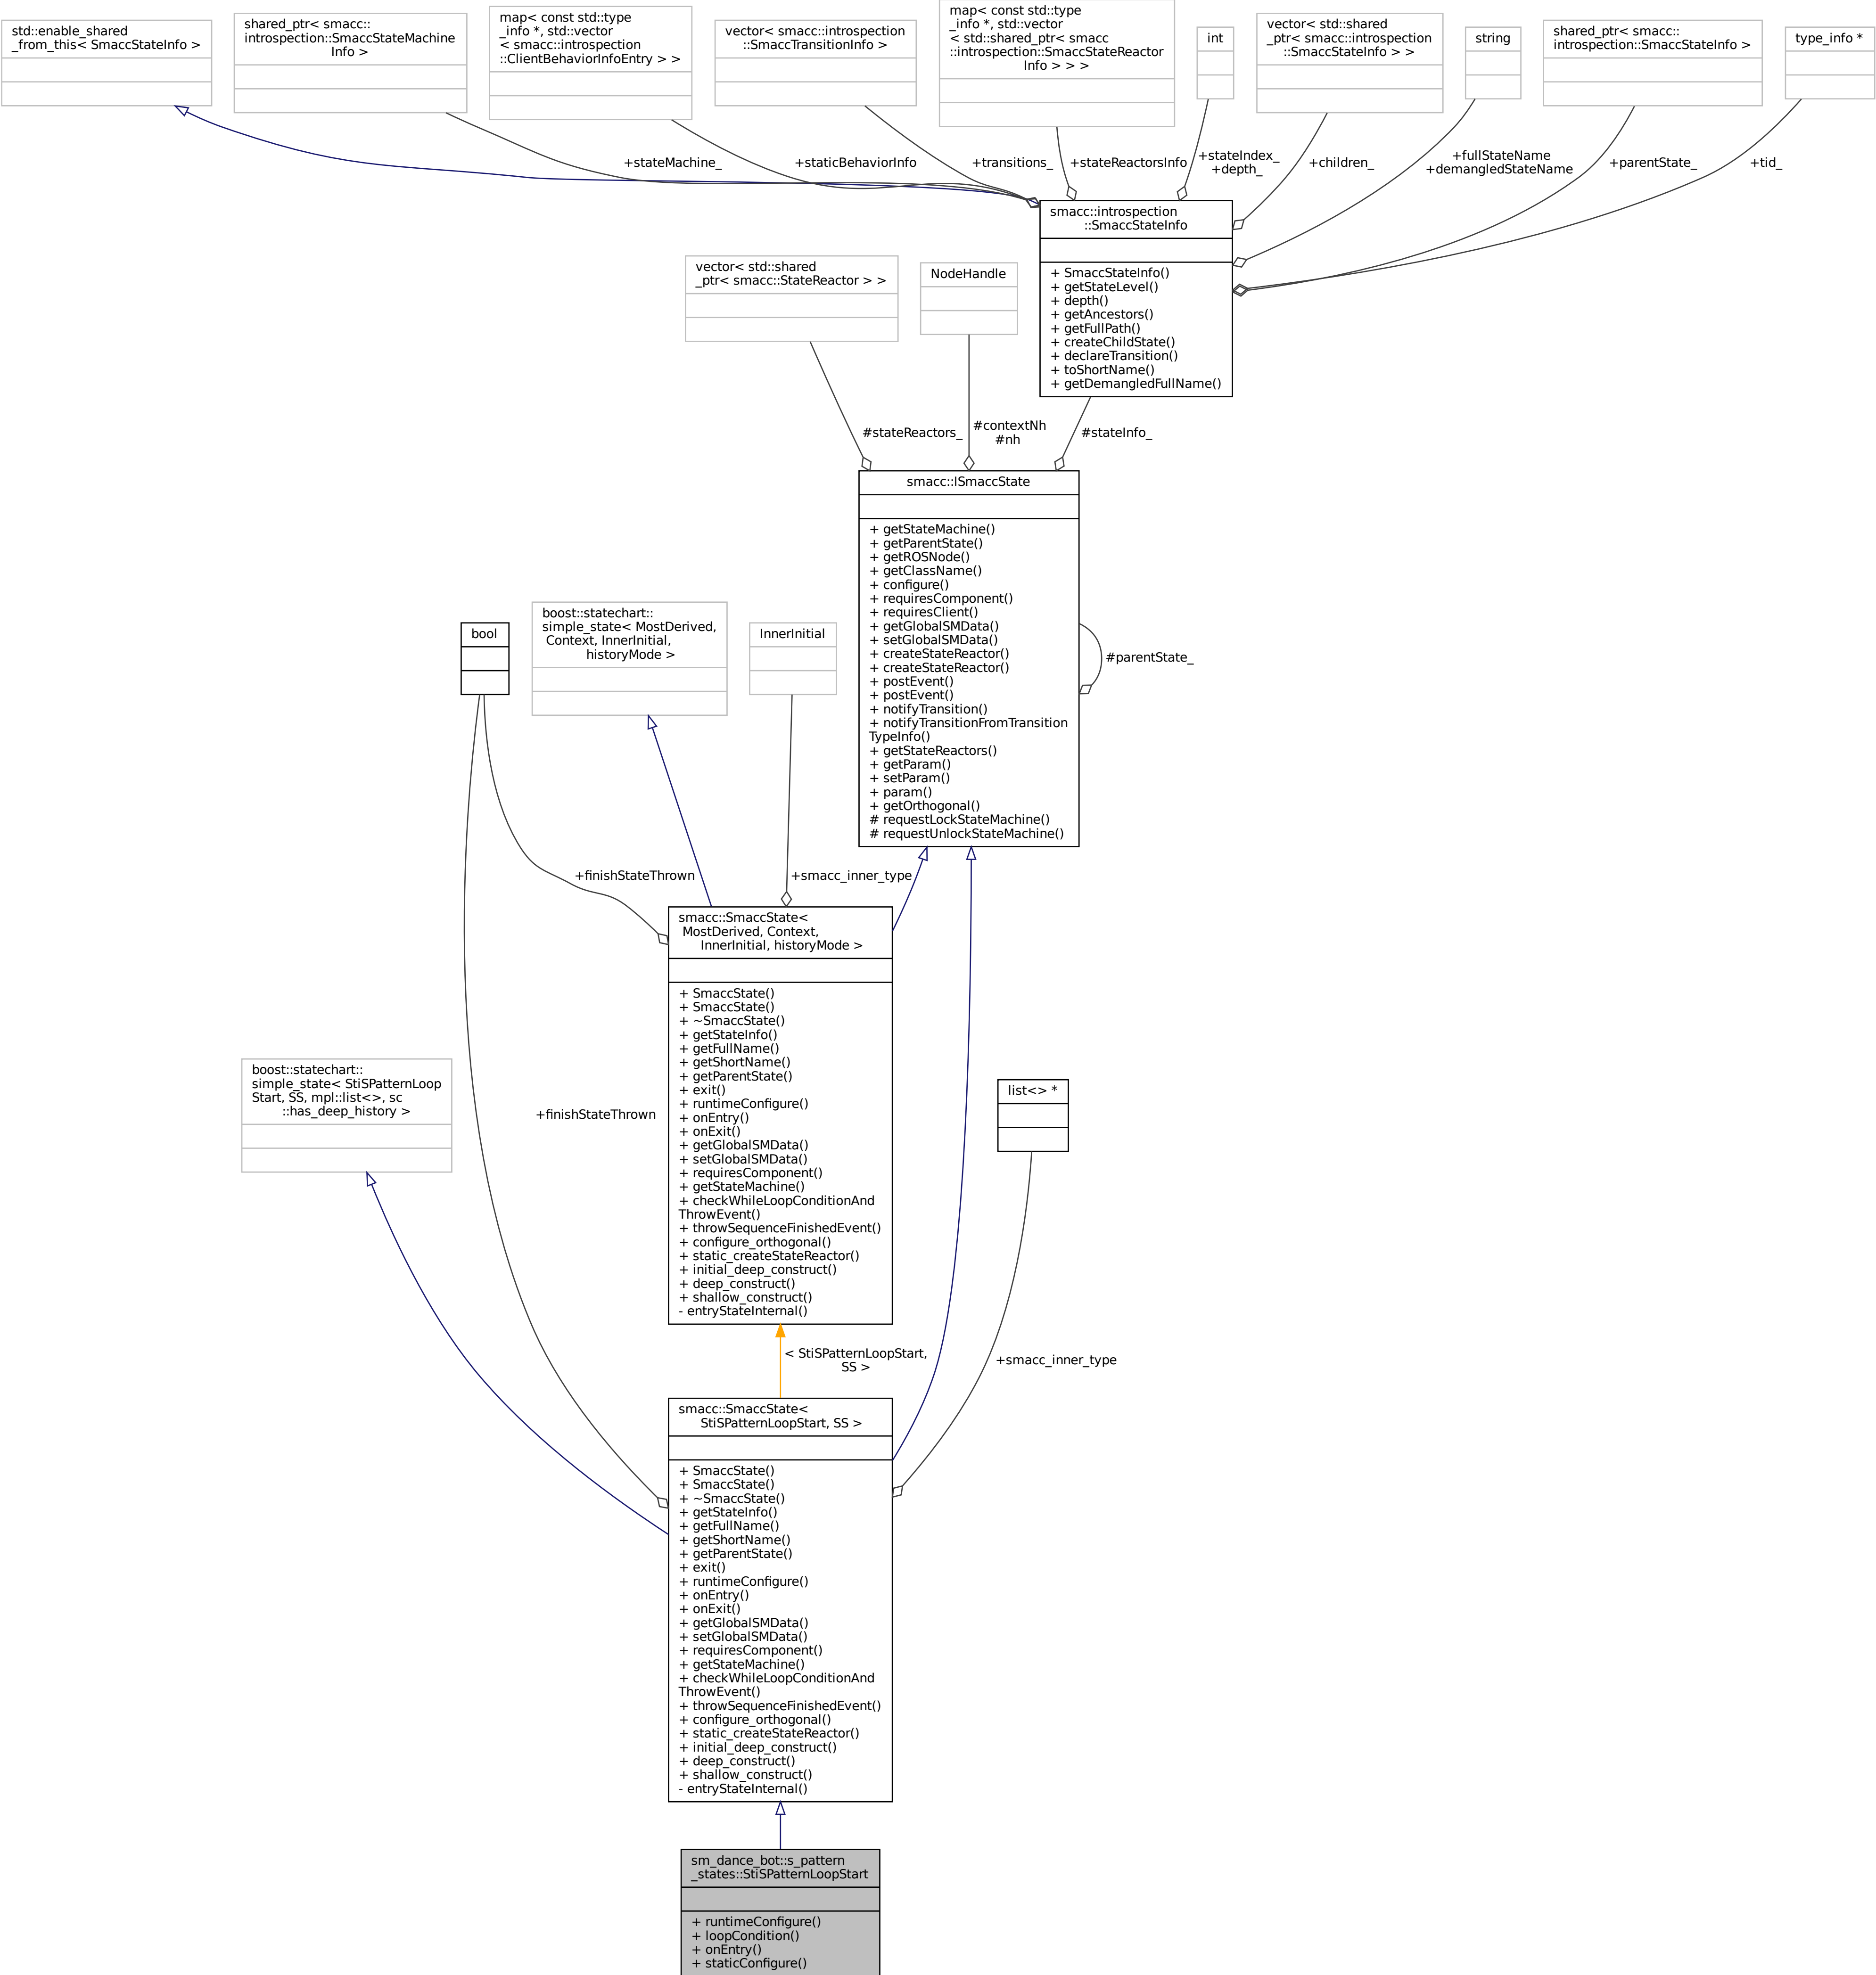 std::enable_shared
_from_this< SmaccStateInfo >
shared_ptr< smacc::
introspection::SmaccStateMachine
Info >
map< const std::type
_info *, std::vector
< smacc::introspection
::ClientBehaviorInfoEntry > >
vector< smacc::introspection
::SmaccTransitionInfo >
map< const std::type
_info *, std::vector
< std::shared_ptr< smacc
::introspection::SmaccStateReactor
Info > > >
int
vector< std::shared
_ptr< smacc::introspection
::SmaccStateInfo > >
string
shared_ptr< smacc::
introspection::SmaccStateInfo >
type_info *
+stateMachine_
+staticBehaviorInfo
+transitions_
+stateReactorsInfo
+stateIndex_
+depth_
+children_
+fullStateName
+demangledStateName
+parentState_
+tid_
smacc::introspection
::SmaccStateInfo
+ SmaccStateInfo()
+ getStateLevel()
+ depth()
+ getAncestors()
+ getFullPath()
+ createChildState()
+ declareTransition()
+ toShortName()
+ getDemangledFullName()
vector< std::shared
_ptr< smacc::StateReactor > >
NodeHandle
#stateReactors_
#contextNh
#nh
#stateInfo_
smacc::ISmaccState
+ getStateMachine()
+ getParentState()
+ getROSNode()
+ getClassName()
+ configure()
+ requiresComponent()
+ requiresClient()
+ getGlobalSMData()
+ setGlobalSMData()
+ createStateReactor()
+ createStateReactor()
+ postEvent()
+ postEvent()
+ notifyTransition()
+ notifyTransitionFromTransition
TypeInfo()
+ getStateReactors()
+ getParam()
+ setParam()
+ param()
+ getOrthogonal()
# requestLockStateMachine()
# requestUnlockStateMachine()
#parentState_
bool
boost::statechart::
simple_state< MostDerived,
Context, InnerInitial,
historyMode >
InnerInitial
+finishStateThrown
+smacc_inner_type
smacc::SmaccState<
MostDerived, Context,
InnerInitial, historyMode >
+ SmaccState()
+ SmaccState()
+ ~SmaccState()
+ getStateInfo()
+ getFullName()
+ getShortName()
+ getParentState()
+ exit()
+ runtimeConfigure()
+ onEntry()
+ onExit()
+ getGlobalSMData()
+ setGlobalSMData()
+ requiresComponent()
+ getStateMachine()
+ checkWhileLoopConditionAnd
ThrowEvent()
+ throwSequenceFinishedEvent()
+ configure_orthogonal()
+ static_createStateReactor()
+ initial_deep_construct()
+ deep_construct()
+ shallow_construct()
- entryStateInternal()
boost::statechart::
simple_state< StiSPatternLoop
Start, SS, mpl::list<>, sc
::has_deep_history >
+finishStateThrown
list<> *
< StiSPatternLoopStart,
SS >
+smacc_inner_type
smacc::SmaccState<
StiSPatternLoopStart, SS >
+ SmaccState()
+ SmaccState()
+ ~SmaccState()
+ getStateInfo()
+ getFullName()
+ getShortName()
+ getParentState()
+ exit()
+ runtimeConfigure()
+ onEntry()
+ onExit()
+ getGlobalSMData()
+ setGlobalSMData()
+ requiresComponent()
+ getStateMachine()
+ checkWhileLoopConditionAnd
ThrowEvent()
+ throwSequenceFinishedEvent()
+ configure_orthogonal()
+ static_createStateReactor()
+ initial_deep_construct()
+ deep_construct()
+ shallow_construct()
- entryStateInternal()
sm_dance_bot::s_pattern
_states::StiSPatternLoopStart
+ runtimeConfigure()
+ loopCondition()
+ onEntry()
+ staticConfigure()